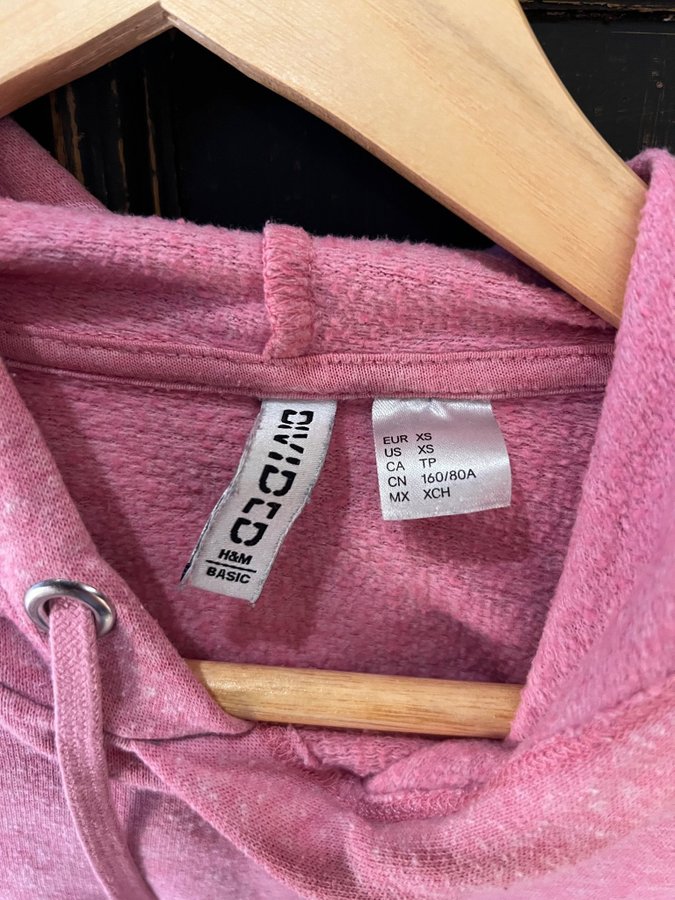 DIVIDED
H&M
BASIC
EUR XS
US XS
CA TP
CN 160/80A
MX XCH